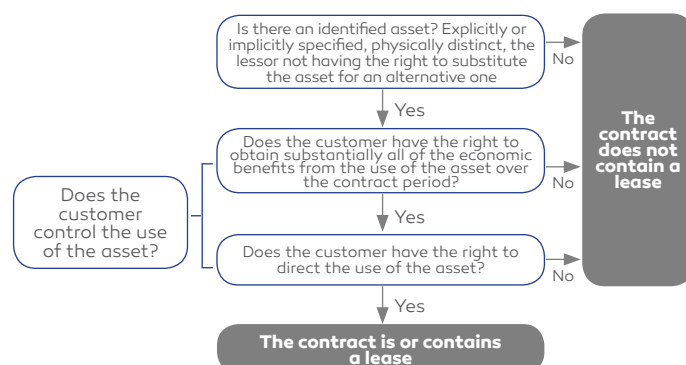 Is there an identified asset? Explicitly or
implicitly specified, physically distinct, the
lessor not having the right to substitute
the asset for an alternative one
No
Yes
The
contract
does not
contain a
lease
Does the customer have the right to
obtain substantially all of the economic
benefits from the use of the asset over
the contract period?
No
Does the
customer
control the use
of the asset?
Yes
Does the customer have the right to
direct the use of the asset?
No
Yes
The contract is or contains
a lease